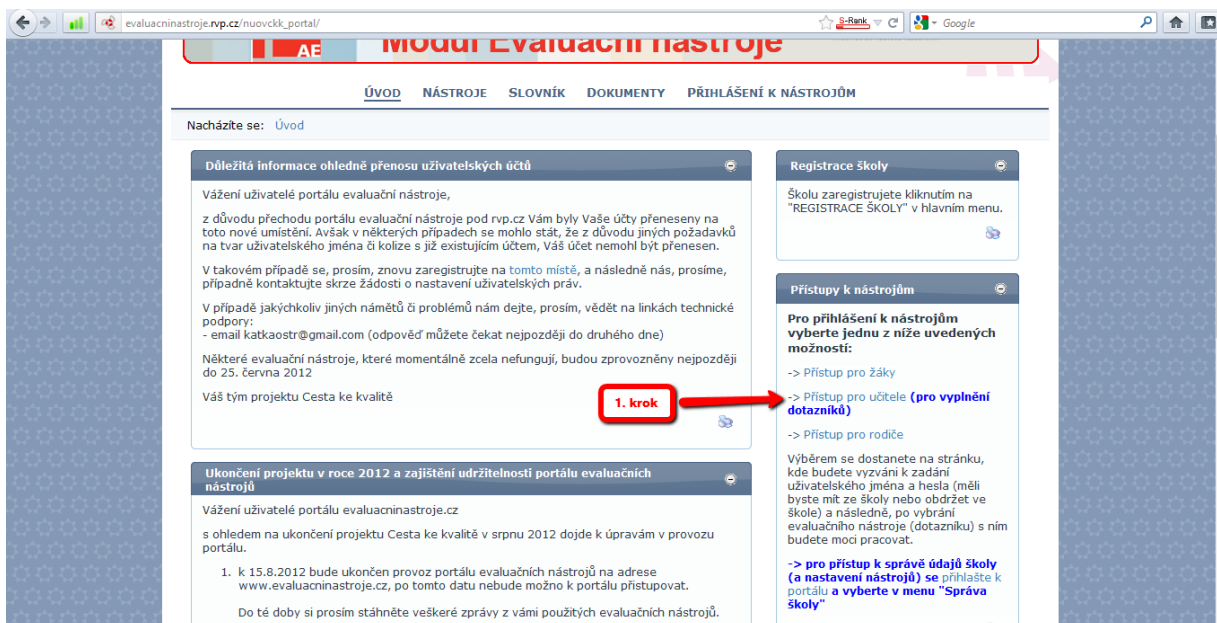 evaluacninastroje.rvp.cz/nuovckk_portal/
S-Rank
Google
AE
Modul Evaluační nástroje
ÚVOD NÁSTROJE SLOVNÍK DOKUMENTY PŘIHLÁŠENÍ K NÁSTROJŮM
Nacházíte se: Úvod
Důležitá informace ohledně přenosu uživatelských účtů
Vážení uživatelé portálu evaluační nástroje,
z důvodu přechodu portálu evaluační nástroje pod rvp.cz Vám byly Vaše účty přeneseny na
toto nové umístění. Avšak v některých případech se mohlo stát, že z důvodu jiných požadavků
na tvar uživatelského jména či kolize s již existujícím účtem, Váš účet nemohl být přenesen.
V takovém případě se, prosím, znovu zaregistrujte na tomto místě, a následně nás, prosíme,
případně kontaktujte skrze žádosti o nastavení uživatelských práv.
V případě jakýchkoliv jiných námětů či problémů nám dejte, prosím, vědět na linkách technické
podpory:
- email katkaostr@gmail.com (odpověď můžete čekat nejpozději do druhého dne)
Některé evaluační nástroje, které momentálně zcela nefungují, budou zprovozněny nejpozději
do 25. června 2012
Váš tým projektu Cesta ke kvalitě
1. krok
Ukončení projektu v roce 2012 a zajištění udržitelnosti portálu evaluačních
nástrojů
Vážení uživatelé portálu evaluacninastroje.cz
s ohledem na ukončení projektu Cesta ke kvalitě v srpnu 2012 dojde k úpravám v provozu
portálu.
1. k 15.8.2012 bude ukončen provoz portálu evaluačních nástrojů na adrese
www.evaluacninastroje.cz, po tomto datu nebude možno k portálu přistupovat.
Do té doby si prosím stáhněte veškeré zprávy z vámi použitých evaluačních nástrojů.
Registrace školy
Školu zaregistrujete kliknutím na
"REGISTRACE ŠKOLY" v hlavním menu.
Přístupy k nástrojům
Pro přihlášení k nástrojům
vyberte jednu z níže uvedených
možností:
-> Přístup pro žáky
-> Přístup pro učitele (pro vyplnění
dotazníků)
-> Přístup pro rodiče
Výběrem se dostanete na stránku,
kde budete vyzváni k zadání
uživatelského jména a hesla (měli
byste mít ze školy nebo obdržet ve
škole) a následně, po vybrání
evaluačního nástroje (dotazníku) s ním
budete moci pracovat.
-> pro přístup k správě údajů školy
(a nastavení nástrojů) se přihlašte k
portálu a vyberte v menu "Správa
školy"